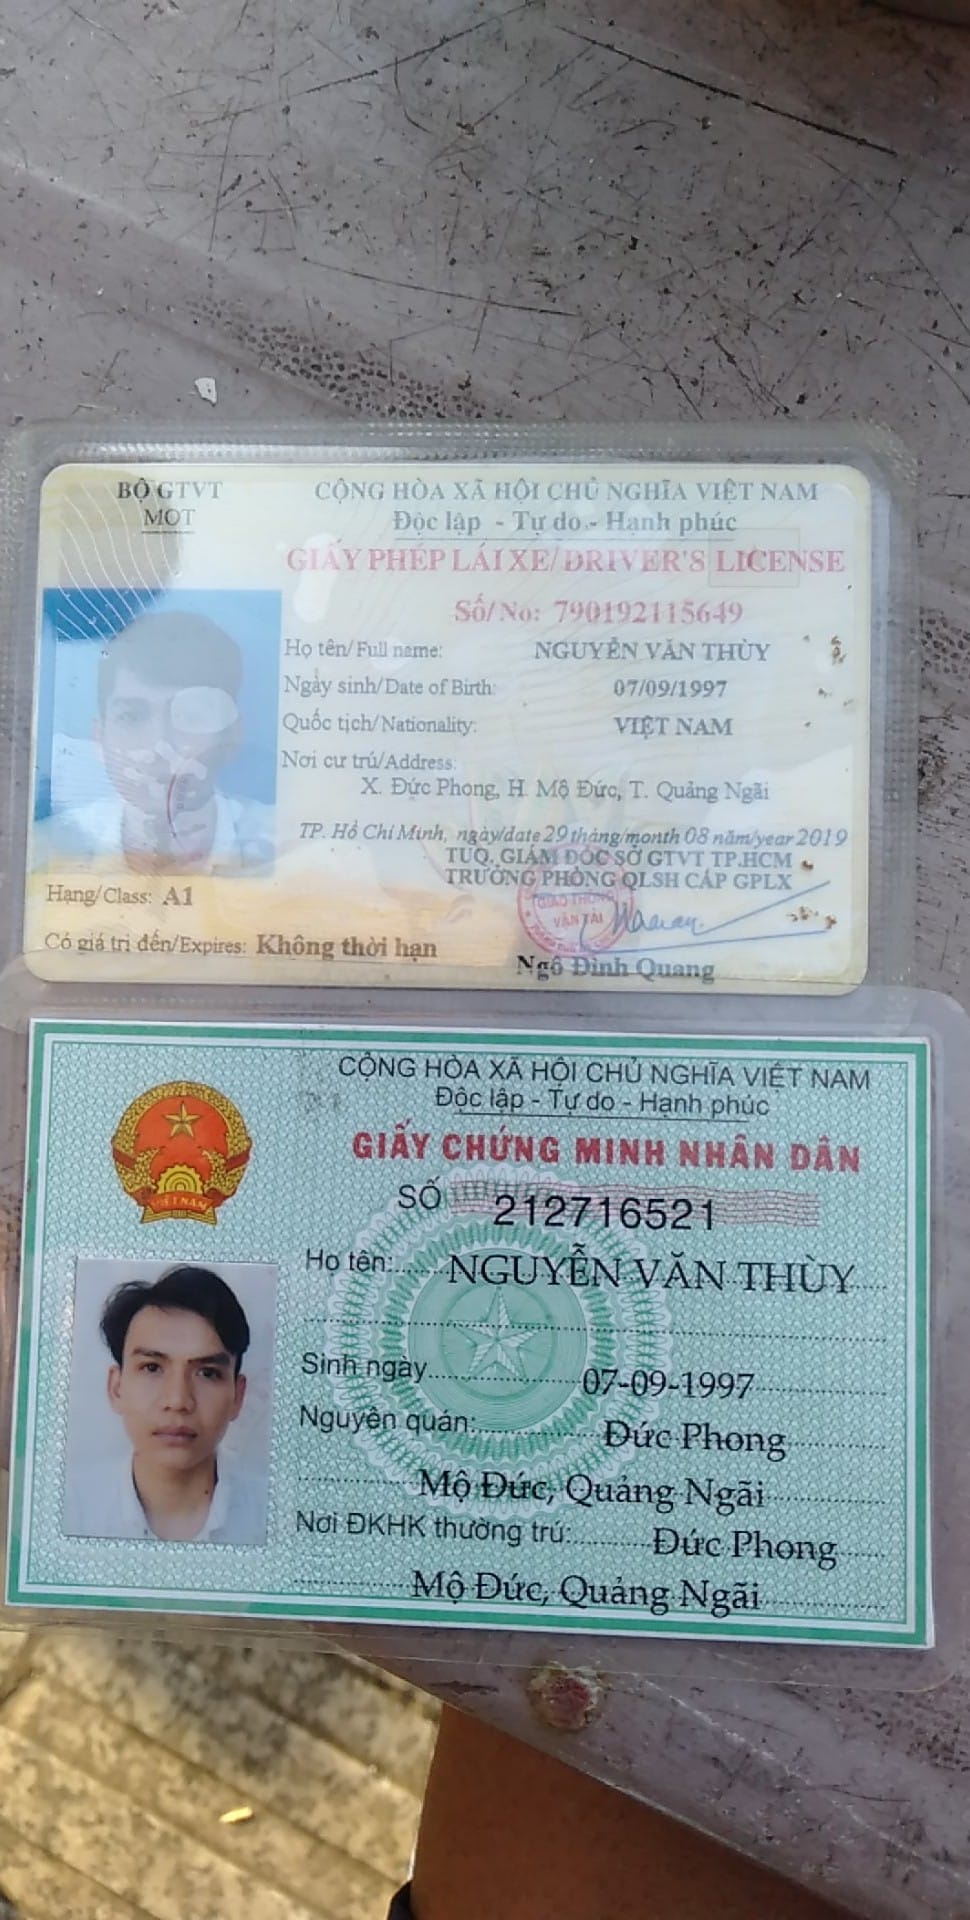 BỘ GTVT
MOT
CỘNG HÒA XÃ HỘI CHỦ NGHĨA VIỆT NAM
Độc lập - Tự do - Hạnh phúc
GIẤY PHÉP LÁI XE/DRIVER'S LICENSE
Số/No: 790192115649
Họ tên/Full name: NGUYỄN VĂN THÙY
Ngày sinh/Date of Birth: 07/09/1997
Quốc tịch/Nationality: VIỆT NAM
Nơi cư trú/Address:
X. Đức Phong, H. Mộ Đức, T. Quảng Ngãi
TP. Hồ Chí Minh, ngày/date 29 tháng/month 08 năm/year 2019
TUQ. GIÁM ĐỐC SỞ GTVT TP.HCM
TRƯỞNG PHÒNG QLSH CẤP GPLX
Hạng/Class: A1
GIAO THÔNG
VẬN TẢI
Có giá trị đến/Expires: Không thời hạn
Ngô Đình Quang
CỘNG HÒA XÃ HỘI CHỦ NGHĨA VIỆT NAM
Độc lập - Tự do - Hạnh phúc
GIẤY CHỨNG MINH NHÂN DÂN
SỐ 212716521
VIỆT NAM
Họ tên: NGUYỄN VĂN THÙY
Sinh ngày 07-09-1997
Nguyên quán: Đức Phong
Mộ Đức, Quảng Ngãi
Nơi ĐKHK thường trú: Đức Phong
Mộ Đức, Quảng Ngãi